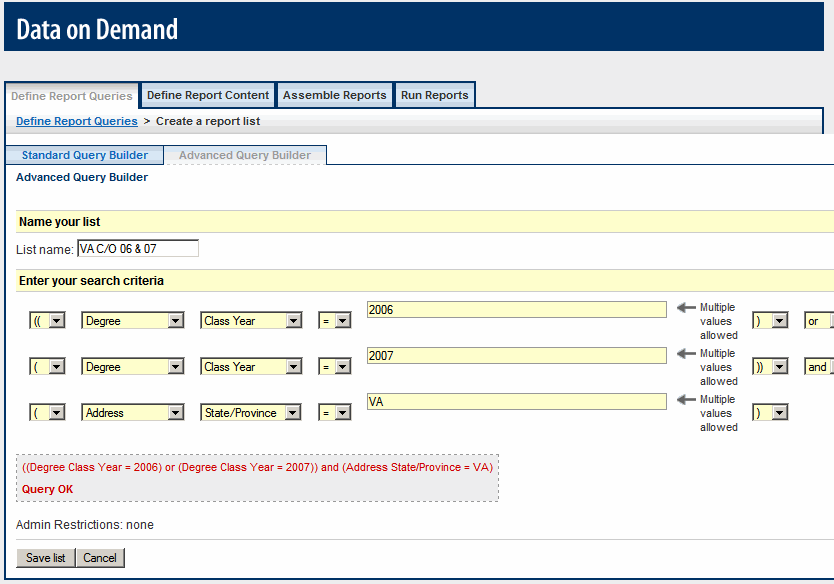 Data on Demand
Define Report Queries Define Report Content Assemble Reports Run Reports
Define Report Queries > Create a report list
Standard Query Builder Advanced Query Builder
Advanced Query Builder
Name your list
List name: VA C/O 06 & 07
Enter your search criteria
(( Degree Class Year = 2006 Multiple values allowed ) or
( Degree Class Year = 2007 Multiple values allowed )) and
( Address State/Province = VA Multiple values allowed )
((Degree Class Year = 2006) or (Degree Class Year = 2007)) and (Address State/Province = VA)
Query OK
Admin Restrictions: none
Save list Cancel